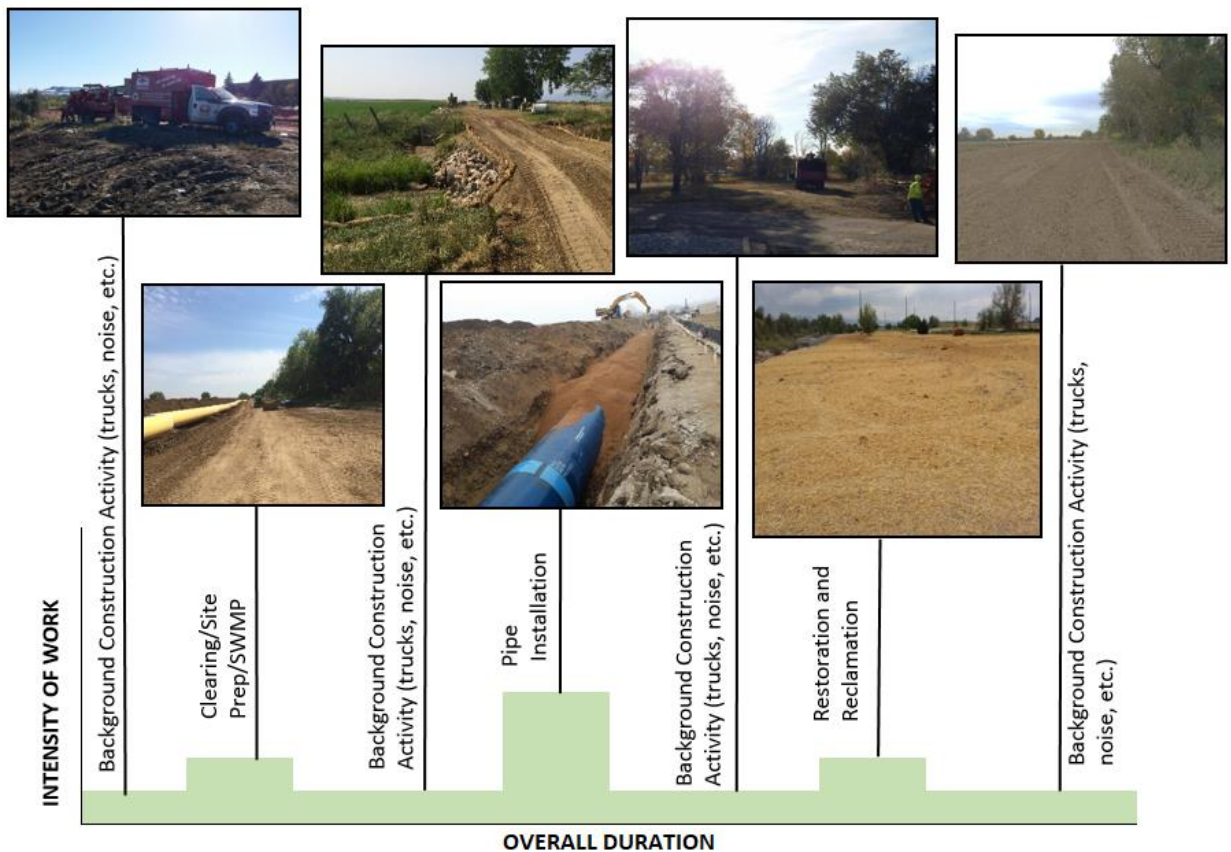 INTENSITY OF WORK
Background Construction Activity (trucks, noise, etc.)
Clearing/Site
Prep/SWMP
Background Construction
Activity (trucks, noise, etc.)
Pipe
Installation
Background Construction
Activity (trucks, noise, etc.)
Restoration and
Reclamation
Background Construction Activity (trucks,
noise, etc.)
OVERALL DURATION